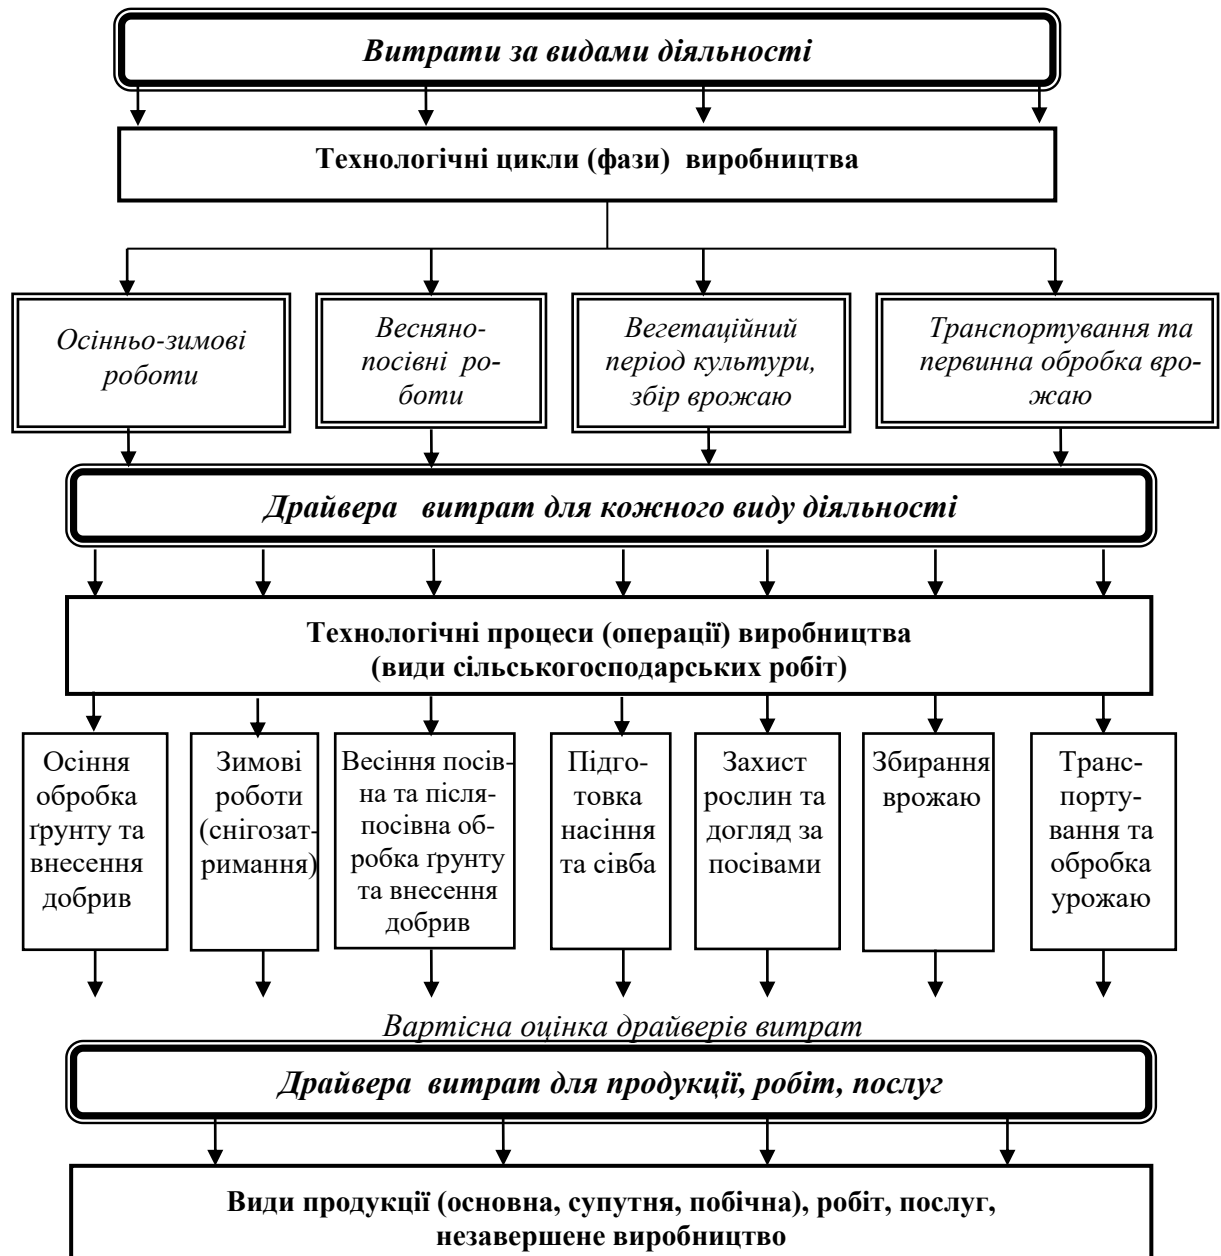 Витрати за видами діяльності
Технологічні цикли (фази) виробництва
Осінньо-зимові
роботи
Весняно-
посівні ро-
боти
Вегетаційний
період культури,
збір врожаю
Транспортування та
первинна обробка вро-
жаю
Драйвера витрат для кожного виду діяльності
Технологічні процеси (операції) виробництва
(види сільськогосподарських робіт)
Осіння
обробка
ґрунту та
внесення
добрив
Зимові
роботи
(снігозат-
римання)
Весіння посів-
на та після-
посівна об-
робка ґрунту
та внесення
добрив
Підго-
товка
насіння
та сівба
Захист
рослин та
догляд за
посівами
Збирання
врожаю
Транс-
порту-
вання та
обробка
урожаю
Вартісна оцінка драйверів витрат
Драйвера витрат для продукції, робіт, послуг
Види продукції (основна, супутня, побічна), робіт, послуг,
незавершене виробництво